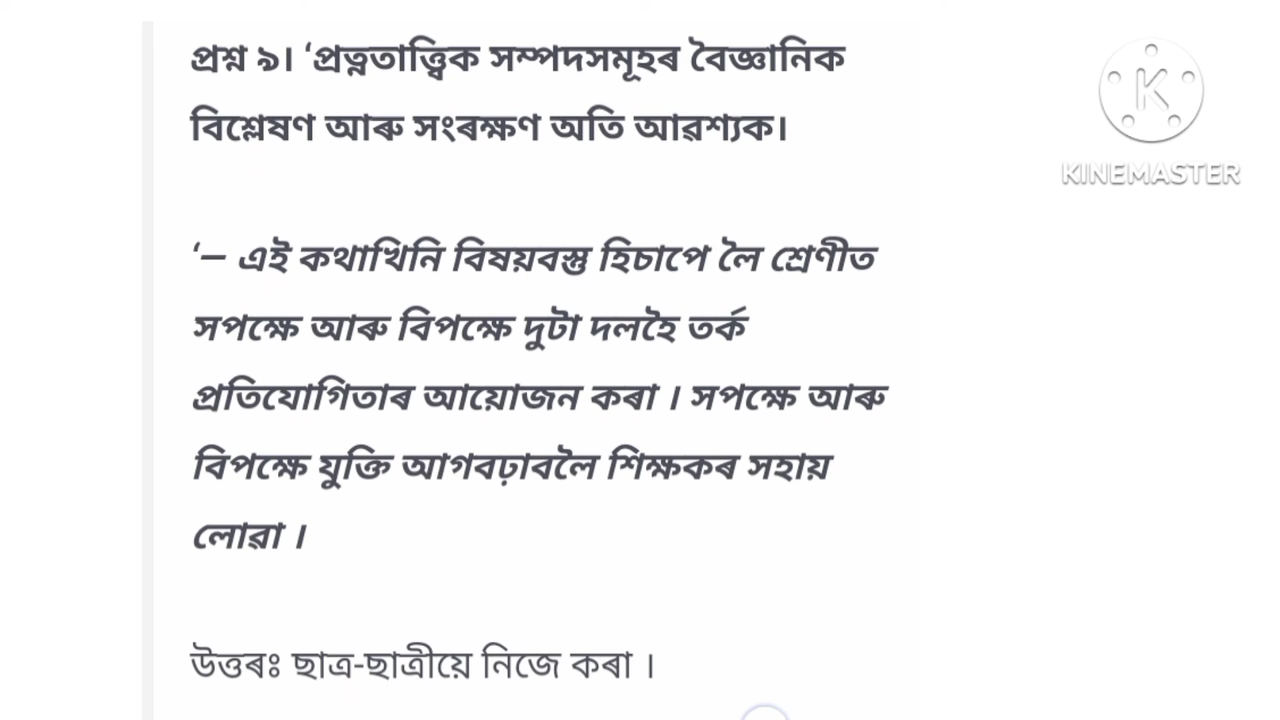 প্ৰশ্ন ৯। ‘প্ৰত্নতাত্ত্বিক সম্পদসমূহৰ বৈজ্ঞানিক
বিশ্লেষণ আৰু সংৰক্ষণ অতি আৱশ্যক।
‘– এই কথাখিনি বিষয়বস্তু হিচাপে লৈ শ্ৰেণীত
সপক্ষে আৰু বিপক্ষে দুটা দলহৈ তৰ্ক
প্ৰতিযোগিতাৰ আয়োজন কৰা ।  সপক্ষে আৰু
বিপক্ষে যুক্তি আগবঢ়াবলৈ শিক্ষকৰ সহায়
লোৱা ।
উত্তৰঃ ছাত্ৰ-ছাত্ৰীয়ে নিজে কৰা ।
K
KINEMASTER